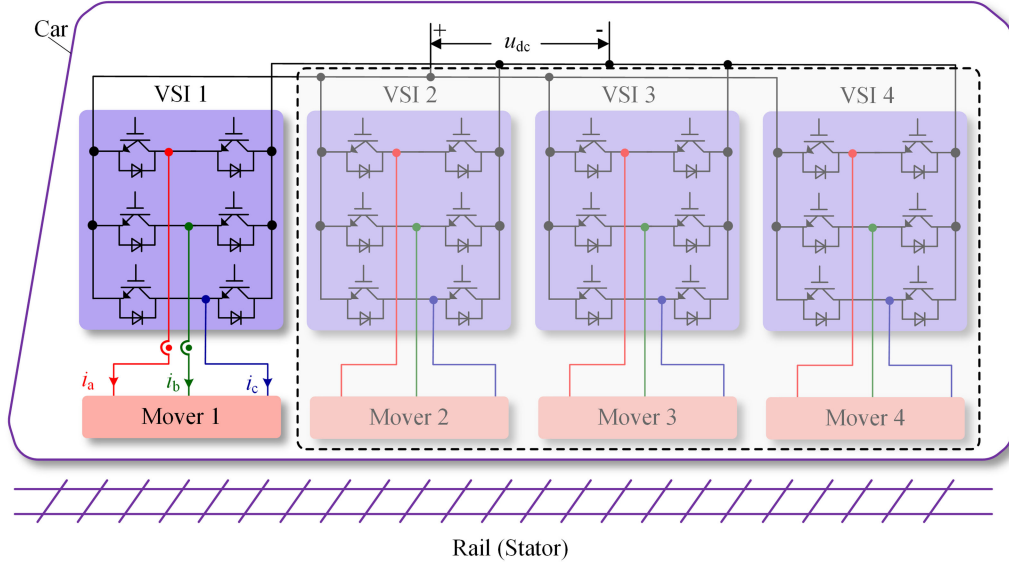 Car
+
u_dc
-
VSI 1
VSI 2
VSI 3
VSI 4
i_a
i_b
i_c
Mover 1
Mover 2
Mover 3
Mover 4
Rail (Stator)